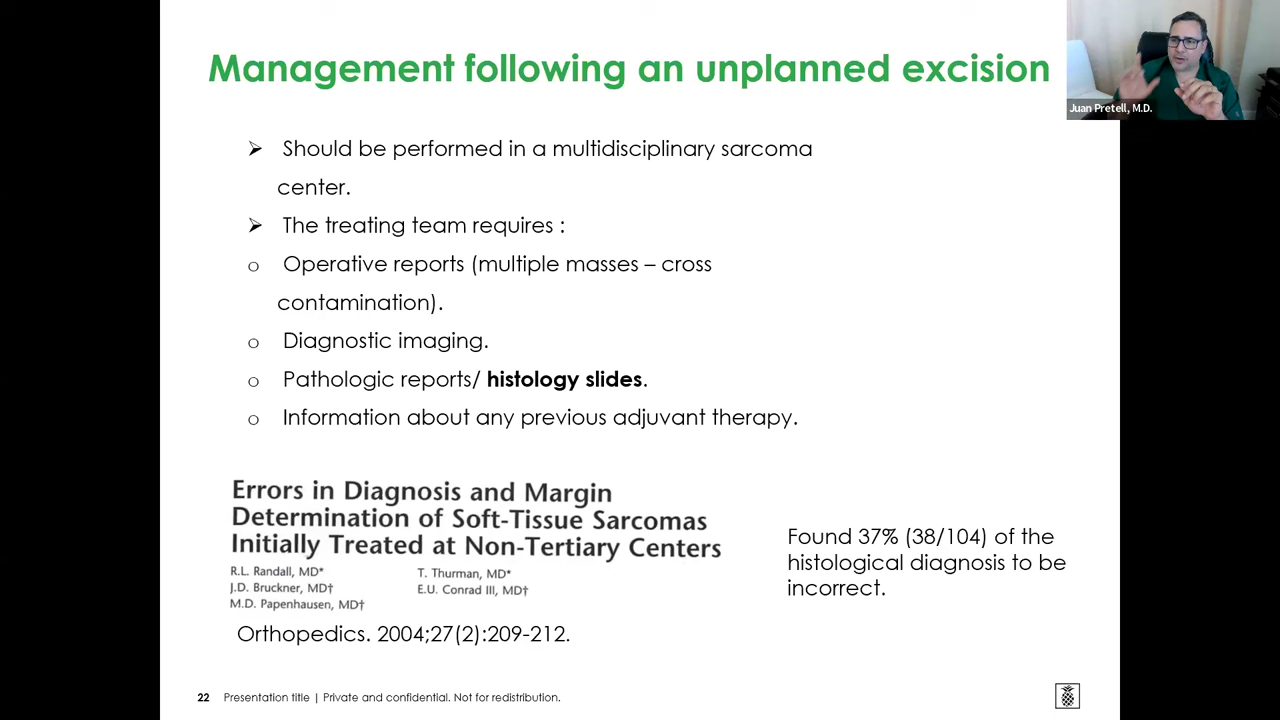 Management following an unplanned excision
Juan Pretell, M.D.
➢ Should be performed in a multidisciplinary sarcoma
center.
➢ The treating team requires :
o Operative reports (multiple masses – cross
contamination).
o Diagnostic imaging.
o Pathologic reports/ histology slides.
o Information about any previous adjuvant therapy.
Errors in Diagnosis and Margin
Determination of Soft-Tissue Sarcomas
Initially Treated at Non-Tertiary Centers
R.L. Randall, MD*
J.D. Bruckner, MD†
M.D. Papenhausen, MD†
T. Thurman, MD*
E.U. Conrad III, MD†
Orthopedics. 2004;27(2):209-212.
Found 37% (38/104) of the
histological diagnosis to be
incorrect.
22 Presentation title | Private and confidential. Not for redistribution.